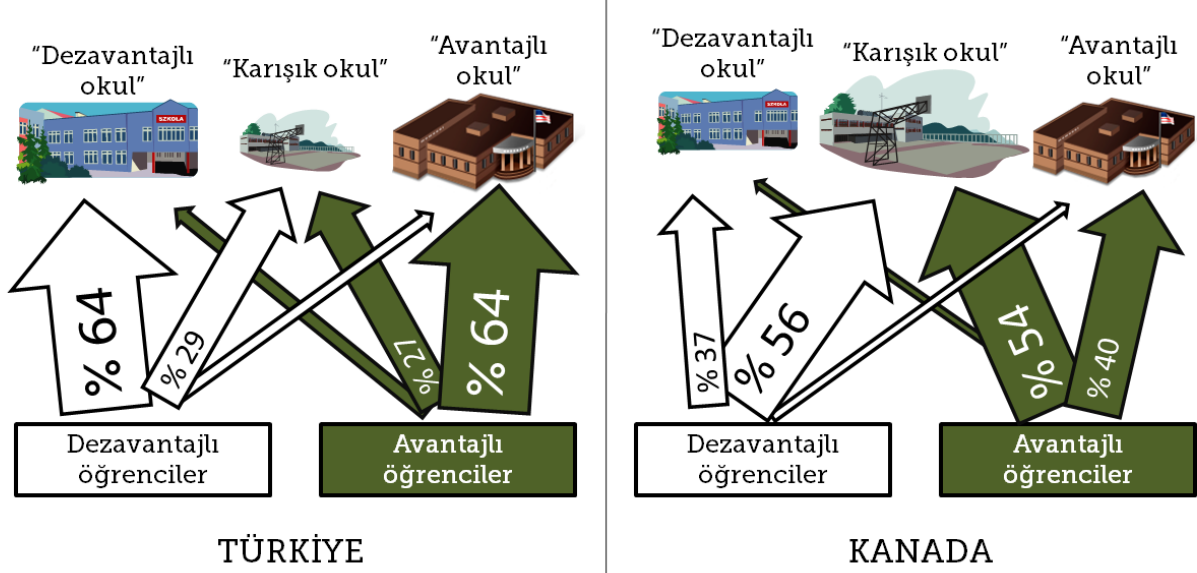 “Dezavantajlı
okul”
“Karışık okul”
“Avantajlı
okul”
SZKOLA
% 64
% 29
% 27
% 64
Dezavantajlı
öğrenciler
Avantajlı
öğrenciler
TÜRKİYE
“Dezavantajlı
okul”
“Karışık okul”
“Avantajlı
okul”
SZKOLA
% 37
% 56
% 54
% 40
Dezavantajlı
öğrenciler
Avantajlı
öğrenciler
KANADA